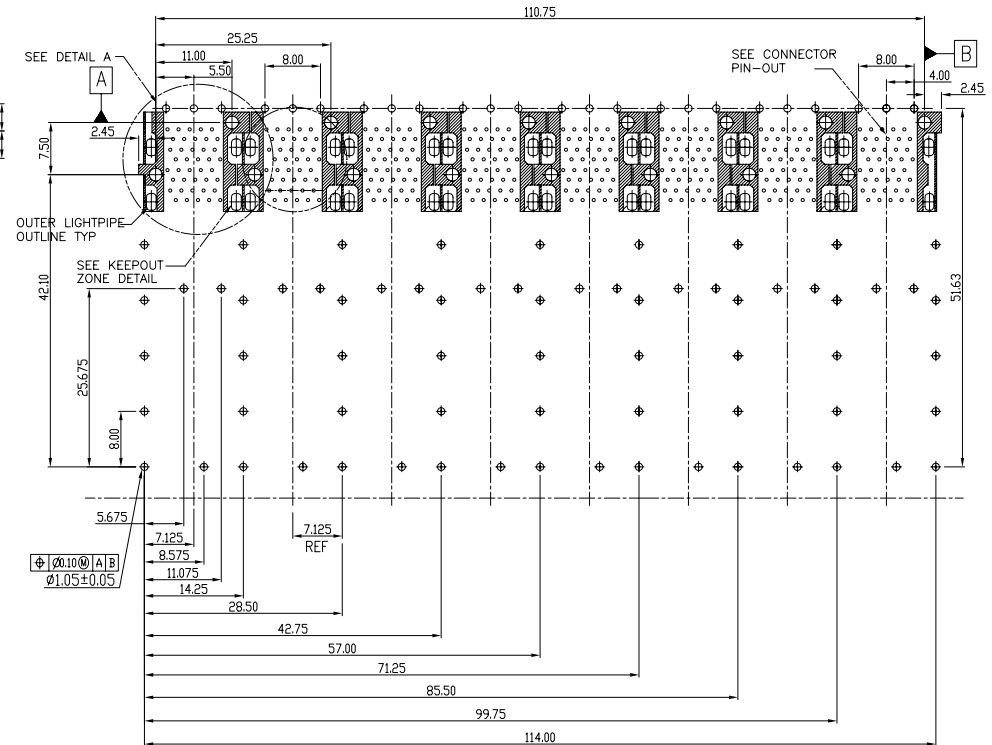 110.75
25.25
SEE DETAIL A
11.00
8.00
SEE CONNECTOR
PIN-OUT
8.00
B
A
5.50
4.00
2.45
2.45
7.50
OUTER LIGHTPIPE
OUTLINE TYP
SEE KEEPOUT
ZONE DETAIL
42.10
51.63
25.675
8.00
5.675
7.125
7.125
REF
8.575
⌖ Ø0.10 Ⓜ A B
Ø1.05±0.05
11.075
14.25
28.50
42.75
57.00
71.25
85.50
99.75
114.00